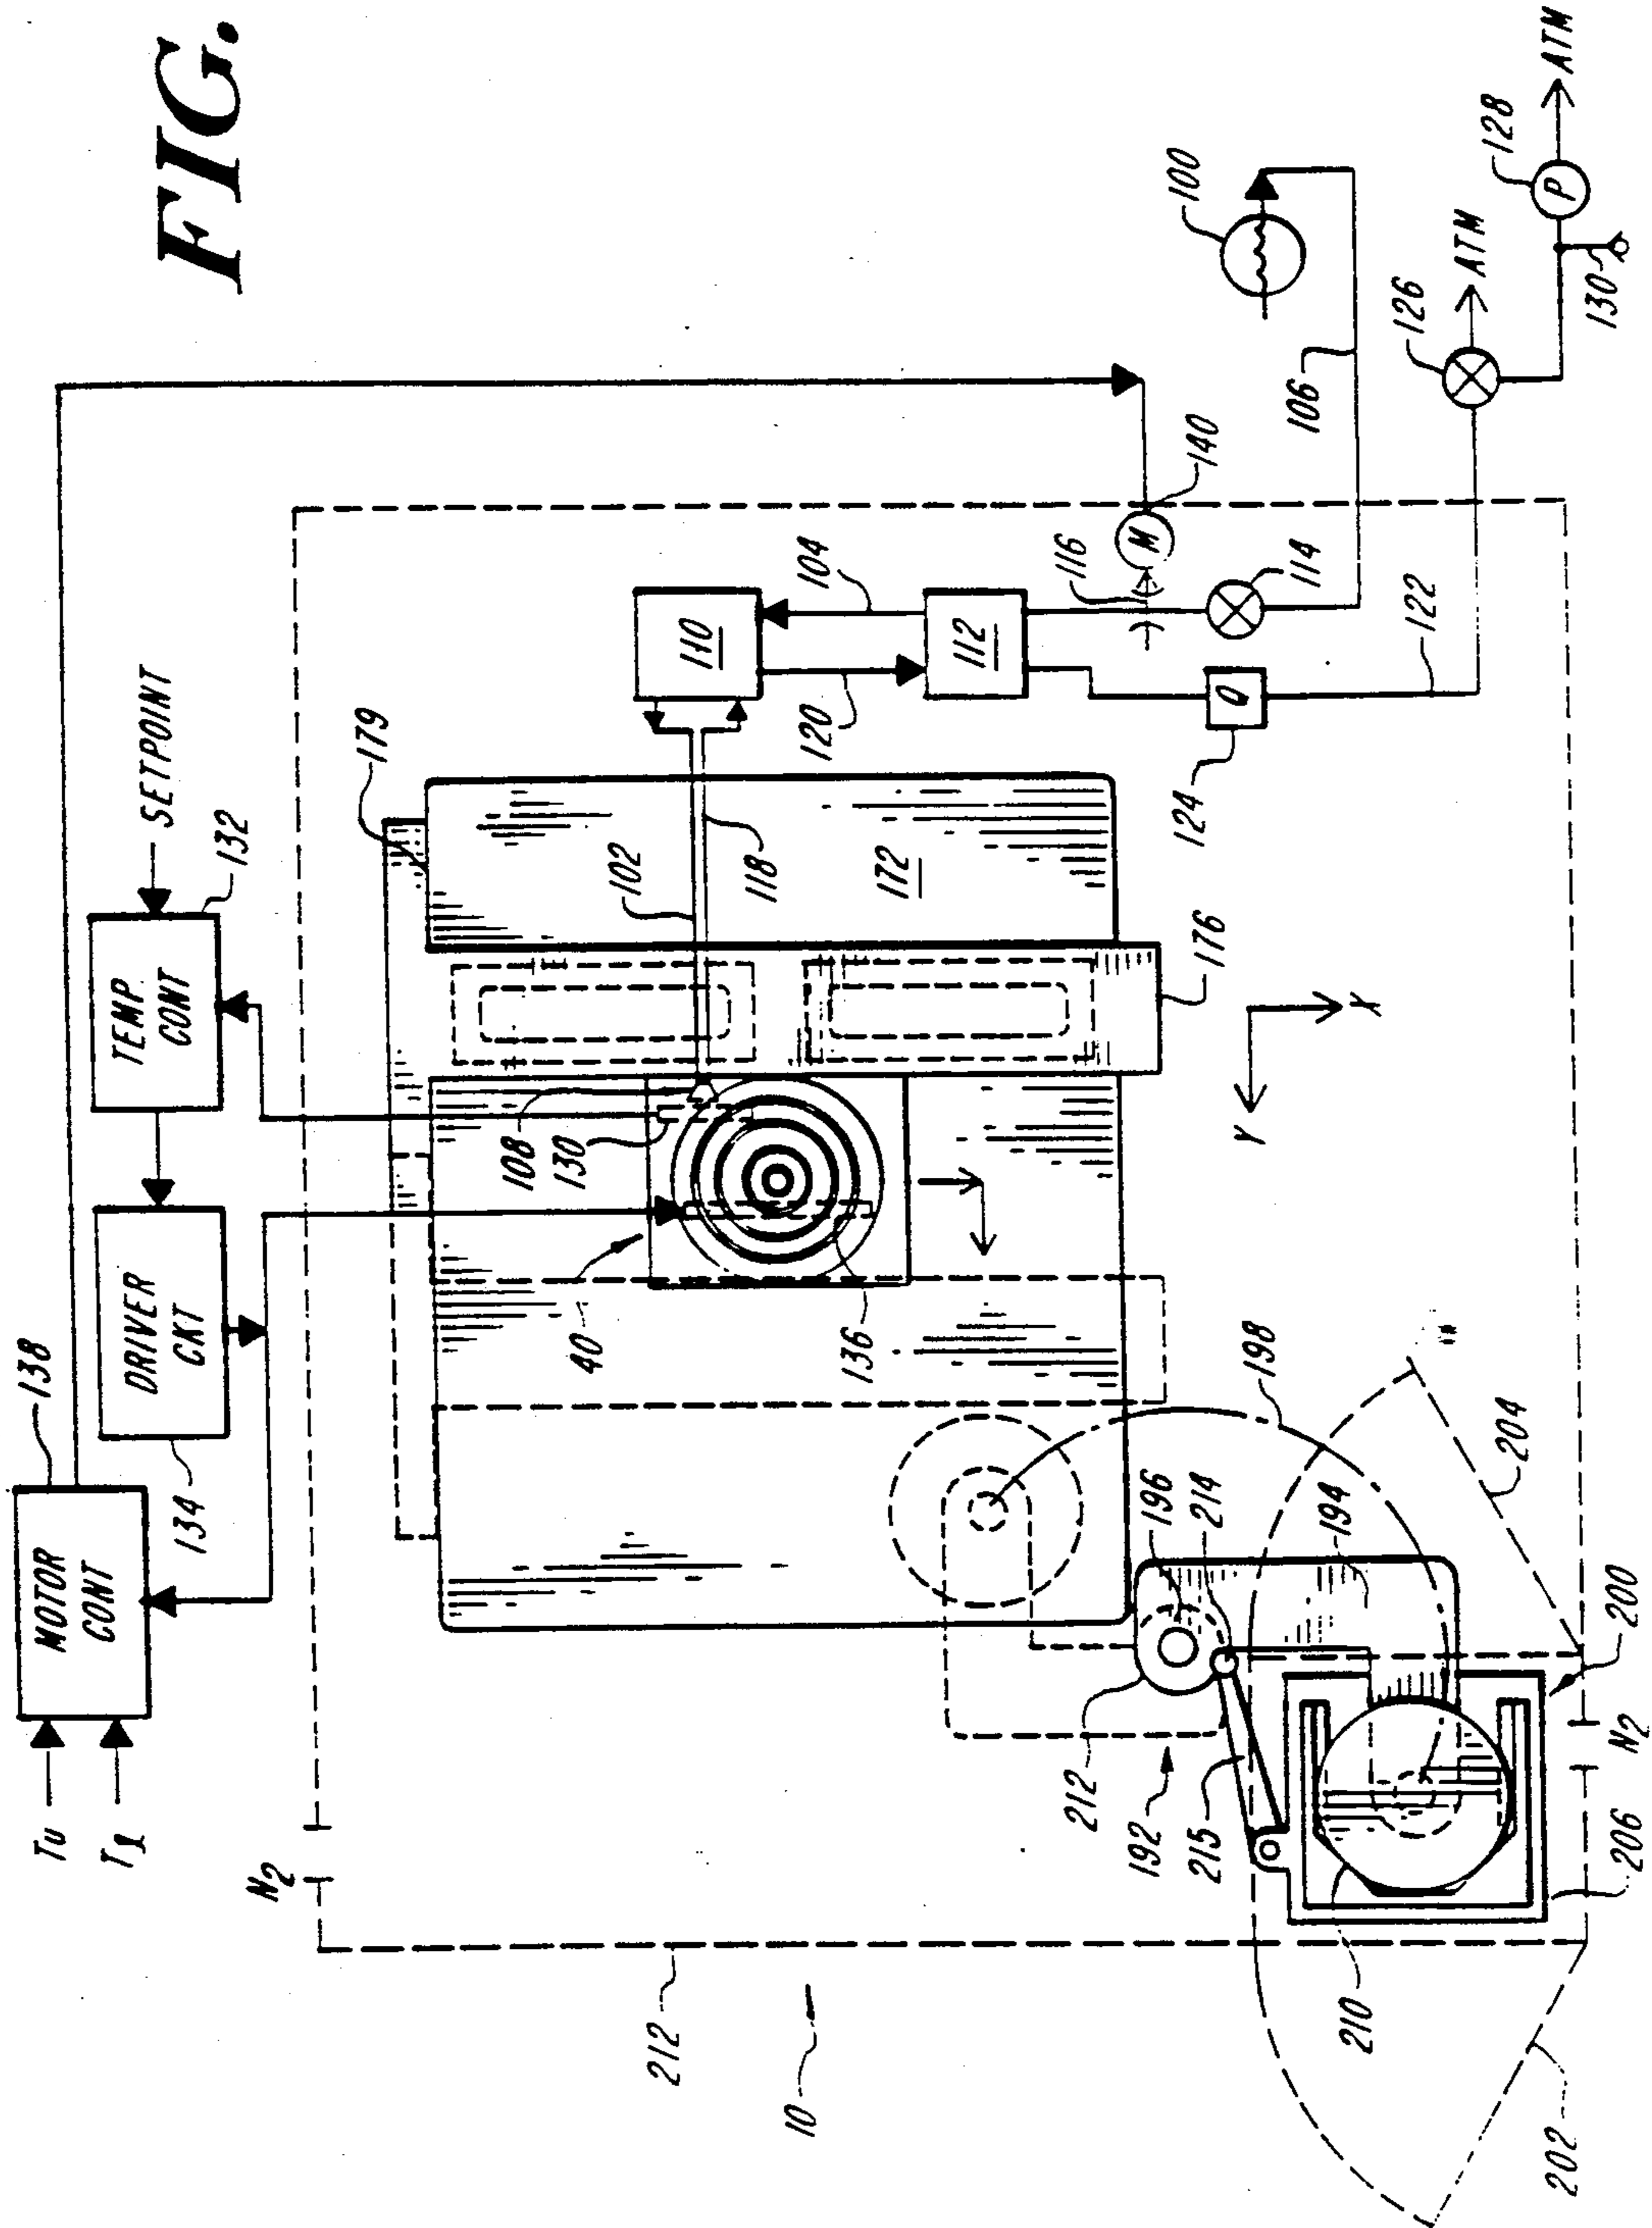 FIG.
Tu
Tℓ
MOTOR
CONT
138
DRIVER
CKT
134
TEMP.
CONT
132
SETPOINT
N2
212
10
179
40
108
130
136
102
118
172
176
110
104
120
112
116
M
140
114
Q
124
122
106
100
126
ATM
128
P
ATM
130
Y
X
192
212
215
196
214
194
198
204
200
N2
206
210
202